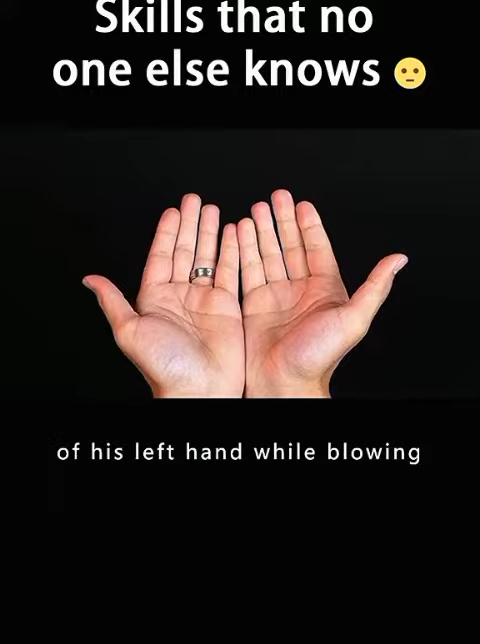 Skills that no
one else knows 😐
of his left hand while blowing